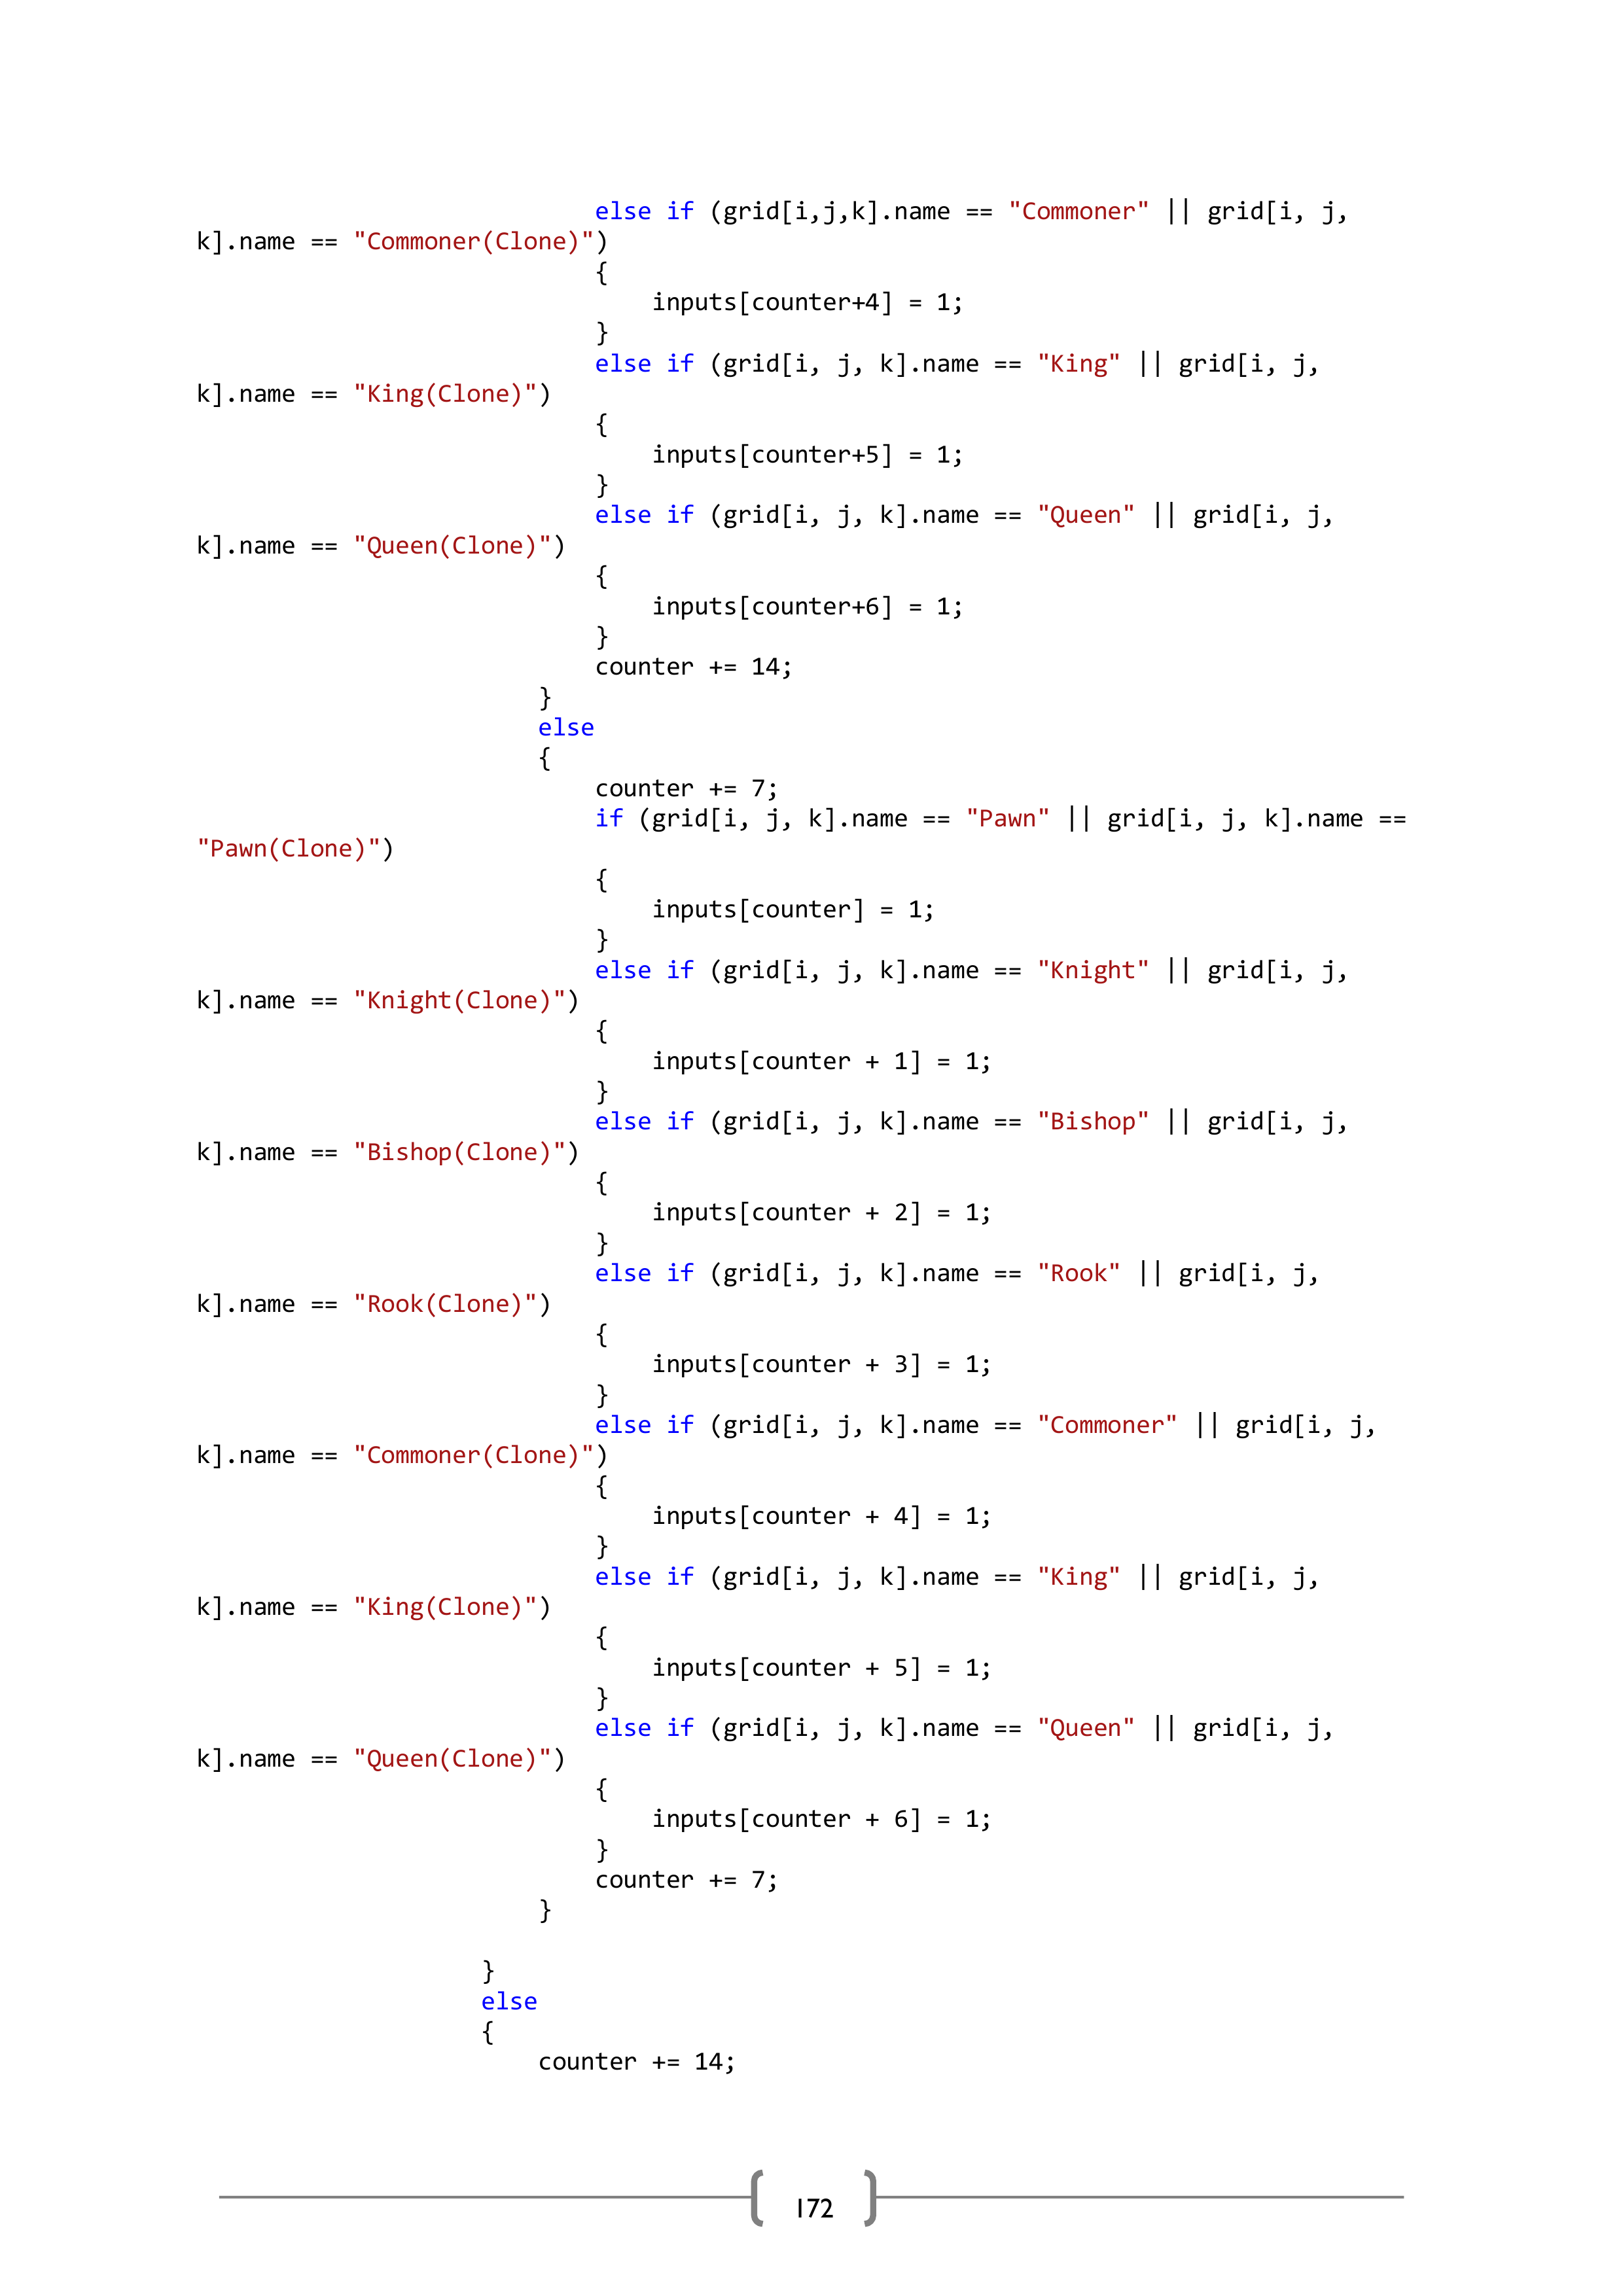 else if (grid[i,j,k].name == "Commoner" || grid[i, j,
k].name == "Commoner(Clone)")
{
inputs[counter+4] = 1;
}
else if (grid[i, j, k].name == "King" || grid[i, j,
k].name == "King(Clone)")
{
inputs[counter+5] = 1;
}
else if (grid[i, j, k].name == "Queen" || grid[i, j,
k].name == "Queen(Clone)")
{
inputs[counter+6] = 1;
}
counter += 14;
}
else
{
counter += 7;
if (grid[i, j, k].name == "Pawn" || grid[i, j, k].name ==
"Pawn(Clone)")
{
inputs[counter] = 1;
}
else if (grid[i, j, k].name == "Knight" || grid[i, j,
k].name == "Knight(Clone)")
{
inputs[counter + 1] = 1;
}
else if (grid[i, j, k].name == "Bishop" || grid[i, j,
k].name == "Bishop(Clone)")
{
inputs[counter + 2] = 1;
}
else if (grid[i, j, k].name == "Rook" || grid[i, j,
k].name == "Rook(Clone)")
{
inputs[counter + 3] = 1;
}
else if (grid[i, j, k].name == "Commoner" || grid[i, j,
k].name == "Commoner(Clone)")
{
inputs[counter + 4] = 1;
}
else if (grid[i, j, k].name == "King" || grid[i, j,
k].name == "King(Clone)")
{
inputs[counter + 5] = 1;
}
else if (grid[i, j, k].name == "Queen" || grid[i, j,
k].name == "Queen(Clone)")
{
inputs[counter + 6] = 1;
}
counter += 7;
}
}
else
{
counter += 14;
172